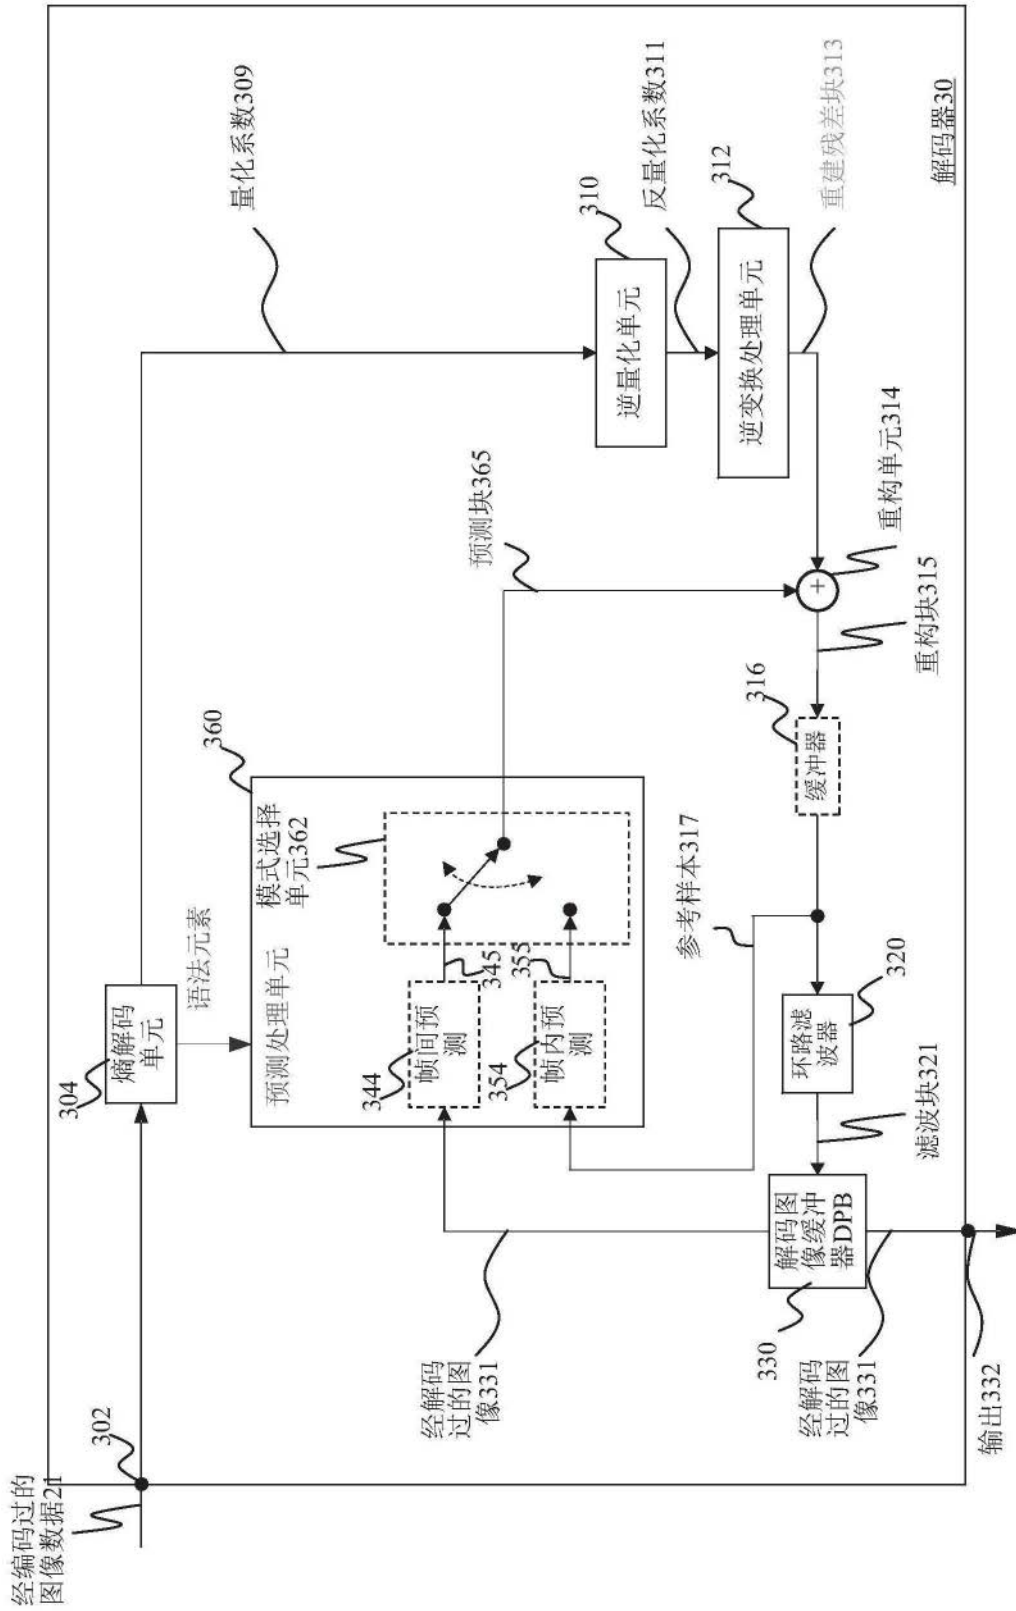 经编码过的
图像数据21
302
304
熵解码
单元
语法元素
量化系数309
360
预测处理单元
模式选择
单元362
344
帧间预
测
345
354
帧内预
测
355
预测块365
310
逆量化单元
反量化系数311
312
逆变换处理单元
重建残差块313
重构单元314
+
重构块315
316
缓冲器
参考样本317
320
环路滤
波器
滤波块321
330
解码图
像缓冲
器DPB
经解码
过的图
像331
经解码
过的图
像331
输出332
解码器30